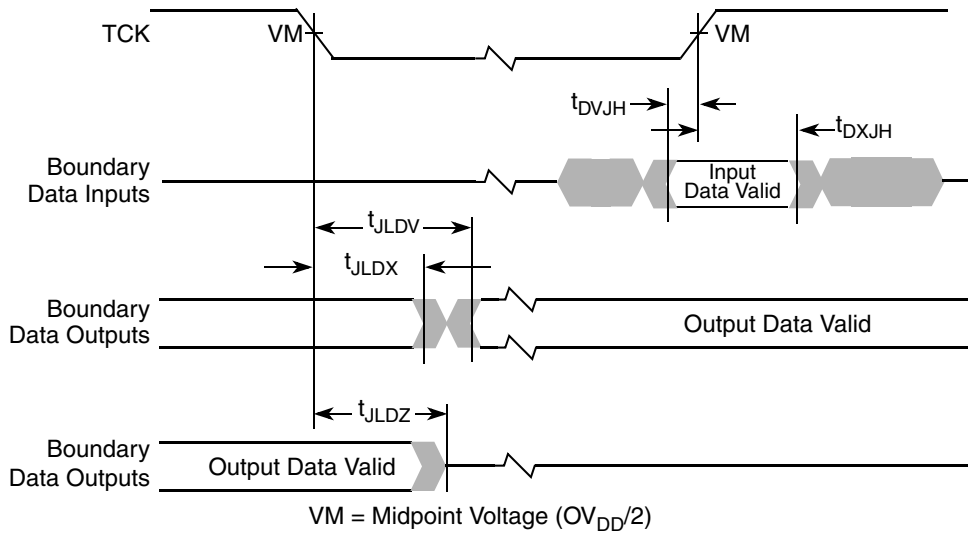 TCK
VM
VM
tDVJH
tDXJH
Boundary
Data Inputs
Input
Data Valid
tJLDV
tJLDX
Boundary
Data Outputs
Output Data Valid
tJLDZ
Boundary
Data Outputs
Output Data Valid
VM = Midpoint Voltage (OVDD/2)